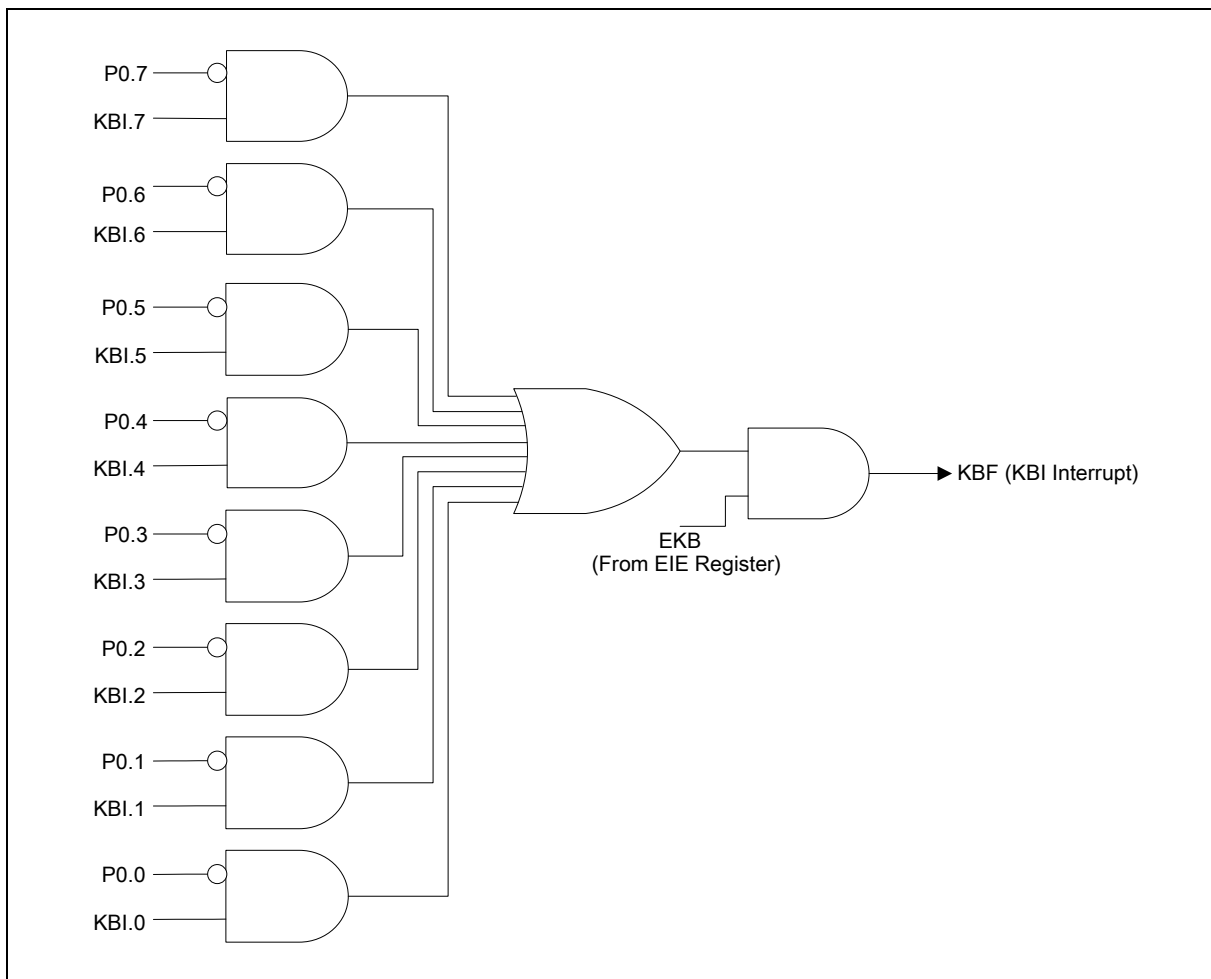 P0.7
KBI.7
P0.6
KBI.6
P0.5
KBI.5
P0.4
KBI.4
P0.3
KBI.3
P0.2
KBI.2
P0.1
KBI.1
P0.0
KBI.0
EKB
(From EIE Register)
KBF (KBI Interrupt)